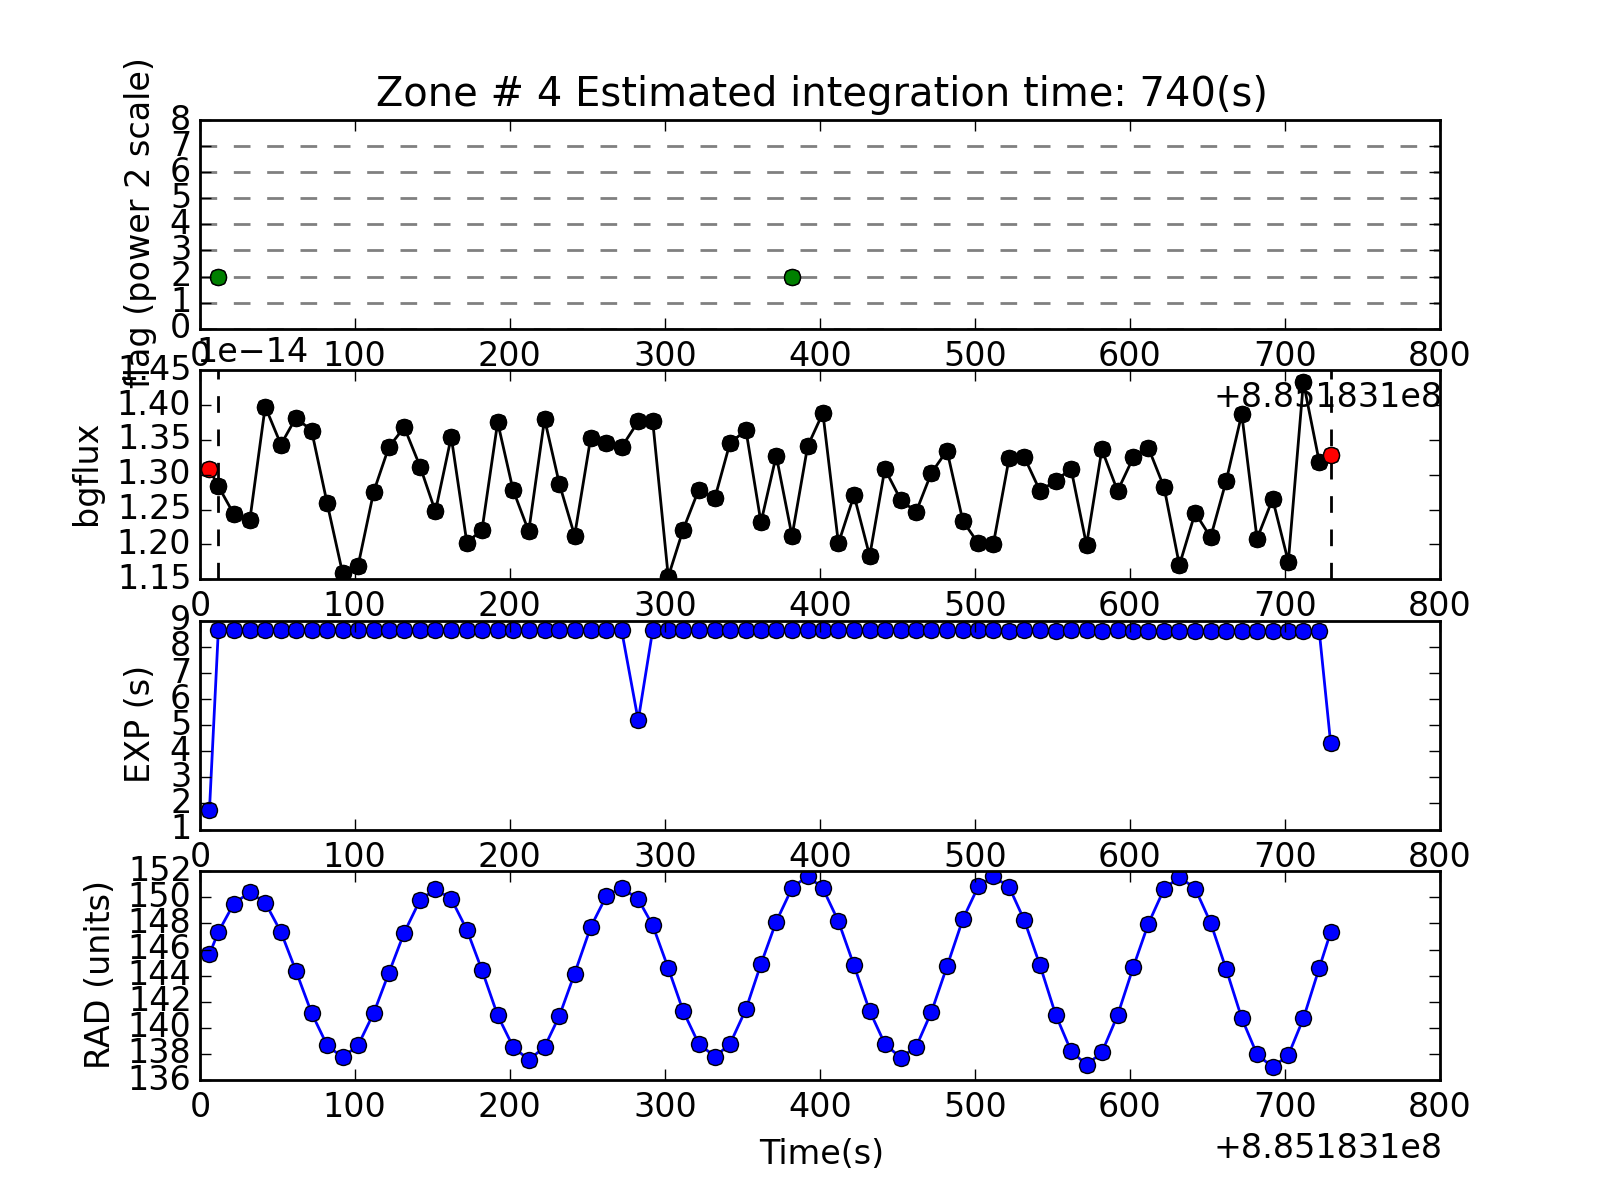 Zone # 4 Estimated integration time: 740(s)
flag (power 2 scale)
8
7
6
5
4
3
2
1
0
0 100 200 300 400 500 600 700 800
1e−14
+8.851831e8
bgflux
1.45
1.40
1.35
1.30
1.25
1.20
1.15
0 100 200 300 400 500 600 700 800
EXP (s)
9
8
7
6
5
4
3
2
1
0 100 200 300 400 500 600 700 800
RAD (units)
152
150
148
146
144
142
140
138
136
0 100 200 300 400 500 600 700 800
Time(s)
+8.851831e8